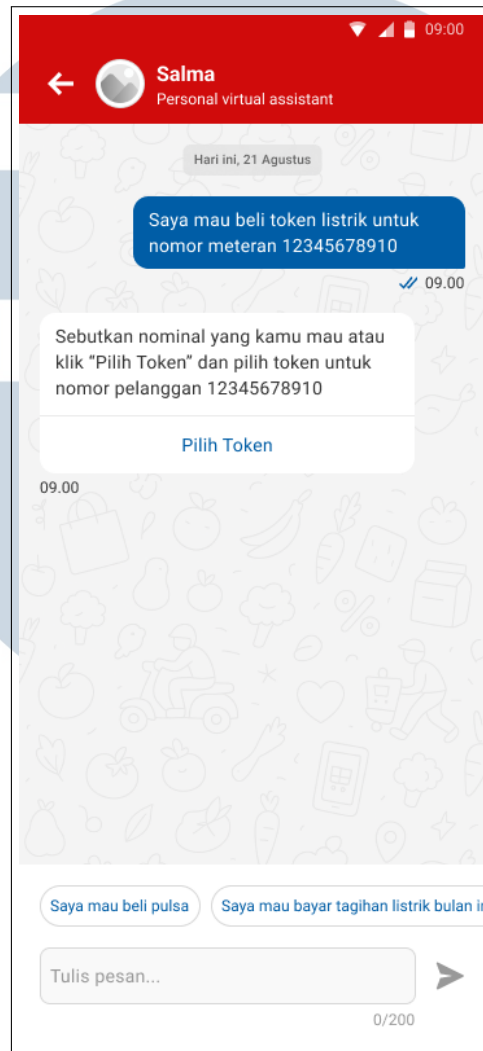 09:00
Salma
Personal virtual assistant
Hari ini, 21 Agustus
Saya mau beli token listrik untuk
nomor meteran 12345678910
09.00
Sebutkan nominal yang kamu mau atau
klik “Pilih Token” dan pilih token untuk
nomor pelanggan 12345678910
Pilih Token
09.00
Saya mau beli pulsa
Saya mau bayar tagihan listrik bulan
Tulis pesan...
0/200